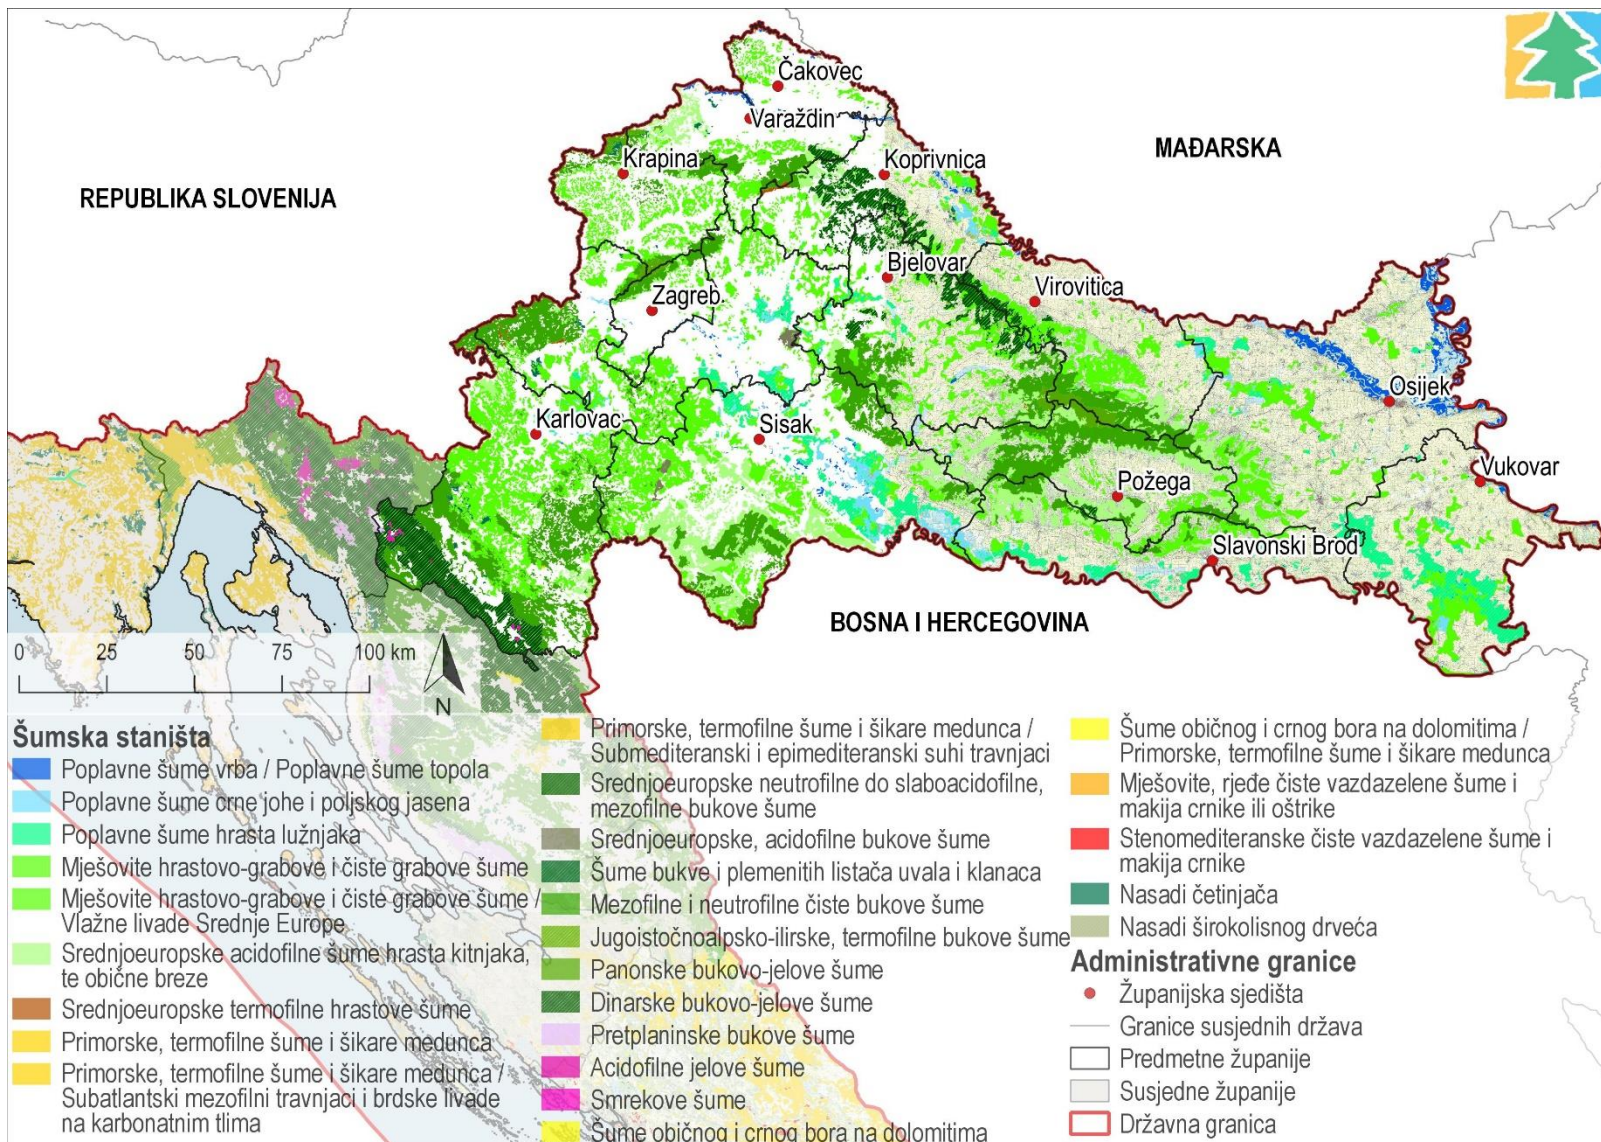 Čakovec
Varaždin
Krapina
Koprivnica
MAĐARSKA
REPUBLIKA SLOVENIJA
Bjelovar
Zagreb
Virovitica
Osijek
Karlovac
Sisak
Vukovar
Požega
Slavonski Brod
BOSNA I HERCEGOVINA
0 25 50 75 100 km
N
Šumska staništa
Poplavne šume vrba / Poplavne šume topola
Poplavne šume crne johe i poljskog jasena
Poplavne šume hrasta lužnjaka
Mješovite hrastovo-grabove i čiste grabove šume
Mješovite hrastovo-grabove i čiste grabove šume /
Vlažne livade Srednje Europe
Srednjoeuropske acidofilne šume hrasta kitnjaka,
te obične breze
Srednjoeuropske termofilne hrastove šume
Primorske, termofilne šume i šikare medunca
Primorske, termofilne šume i šikare medunca /
Subatlantski mezofilni travnjaci i brdske livade
na karbonatnim tlima
Primorske, termofilne šume i šikare medunca /
Submediteranski i epimediteranski suhi travnjaci
Srednjoeuropske neutrofilne do slaboacidofilne,
mezofilne bukove šume
Srednjoeuropske, acidofilne bukove šume
Šume bukve i plemenitih listača uvala i klanaca
Mezofilne i neutrofilne čiste bukove šume
Jugoistočnoalpsko-ilirske, termofilne bukove šume
Panonske bukovo-jelove šume
Dinarske bukovo-jelove šume
Pretplaninske bukove šume
Acidofilne jelove šume
Smrekove šume
Šume običnog i crnog bora na dolomitima
Šume običnog i crnog bora na dolomitima /
Primorske, termofilne šume i šikare medunca
Mješovite, rjeđe čiste vazdazelene šume i
makija crnike ili oštrike
Stenomediteranske čiste vazdazelene šume i
makija crnike
Nasadi četinjača
Nasadi širokolisnog drveća
Administrativne granice
Županijska sjedišta
Granice susjednih država
Predmetne županije
Susjedne županije
Državna granica